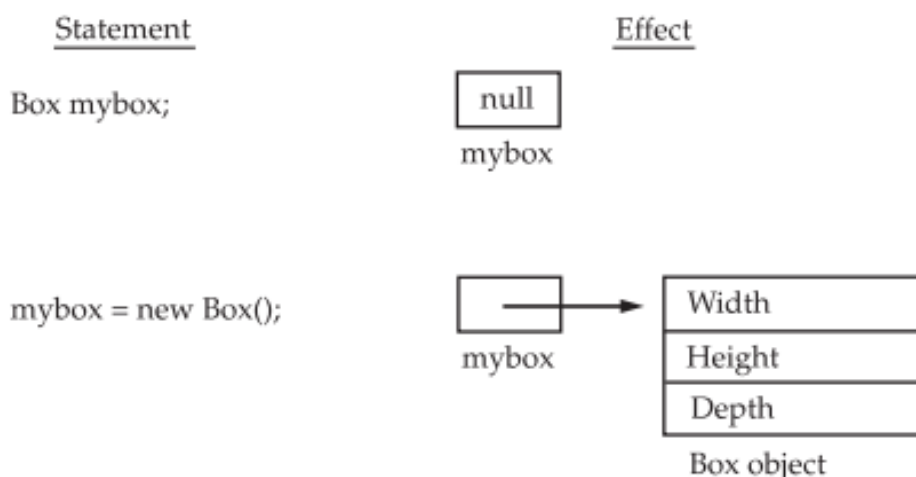 Statement Effect
Box mybox; null
mybox
mybox = new Box(); Width
mybox Height
Depth
Box object